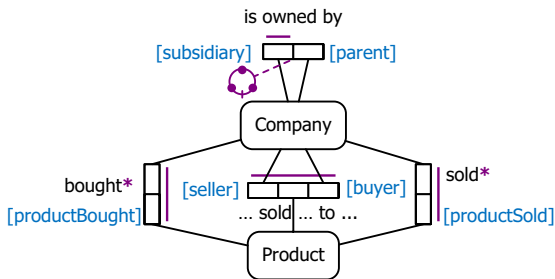 is owned by
[subsidiary] [parent]
Company
bought* [seller] [buyer] sold*
[productBought] ... sold ... to ... [productSold]
Product